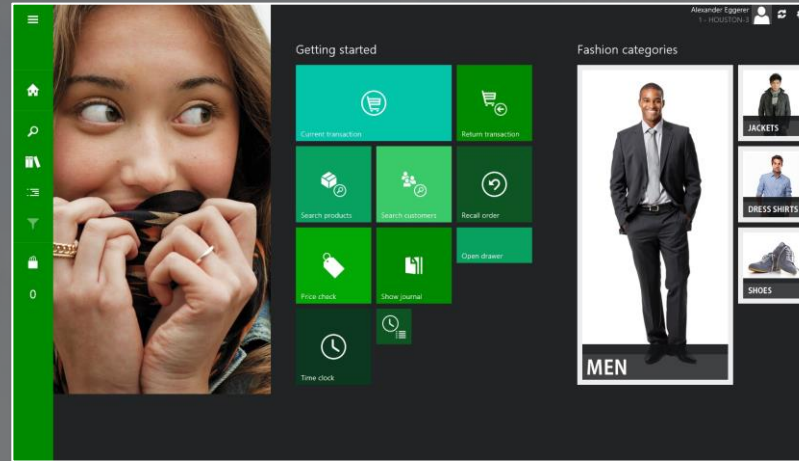 Alexander Eggerer
1 - HOUSTON-3
Getting started
Fashion categories
Current transaction
Return transaction
JACKETS
Search products
Search customers
Recall order
DRESS SHIRTS
Open drawer
Price check
Show journal
SHOES
0
Time clock
MEN